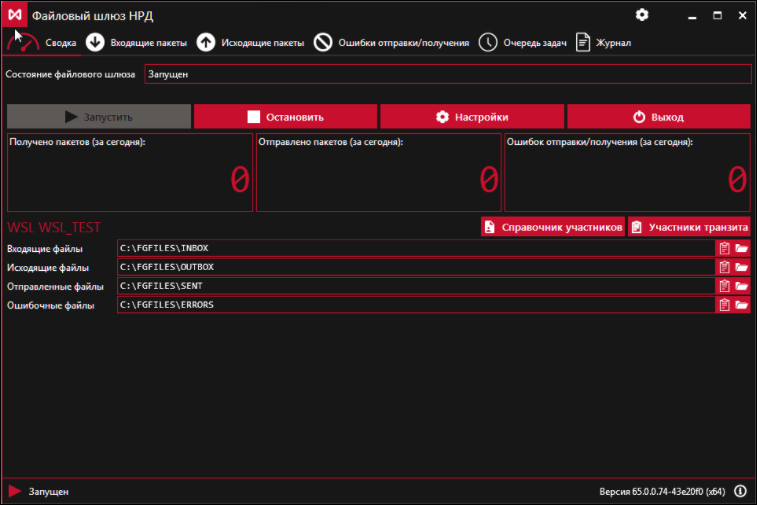 Файловый шлюз НРД
Сводка Входящие пакеты Исходящие пакеты Ошибки отправки/получения Очередь задач Журнал
Состояние файлового шлюза Запущен
Запустить Остановить Настройки Выход
Получено пакетов (за сегодня): Отправлено пакетов (за сегодня): Ошибок отправки/получения (за сегодня):
0 0 0
WSL WSL_TEST Справочник участников Участники транзита
Входящие файлы C:\FGFILES\INBOX
Исходящие файлы C:\FGFILES\OUTBOX
Отправленные файлы C:\FGFILES\SENT
Ошибочные файлы C:\FGFILES\ERRORS
Запущен Версия 65.0.0.74-43e20f0 (x64)